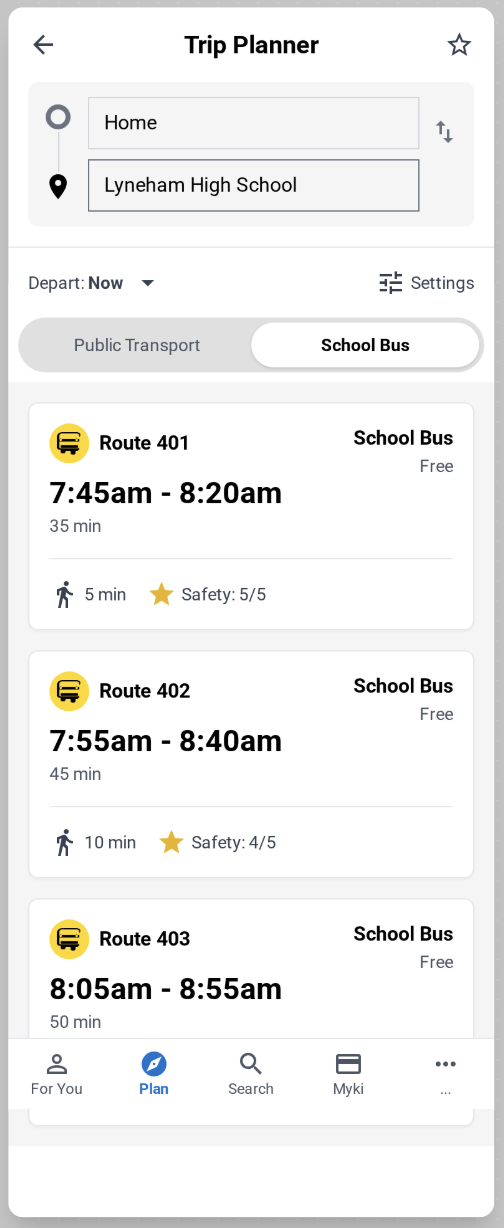 Trip Planner
Home
Lyneham High School
Depart: Now
Settings
Public Transport
School Bus
Route 401
School Bus
Free
7:45am - 8:20am
35 min
5 min
Safety: 5/5
Route 402
School Bus
Free
7:55am - 8:40am
45 min
10 min
Safety: 4/5
Route 403
School Bus
Free
8:05am - 8:55am
50 min
For You
Plan
Search
Myki
...